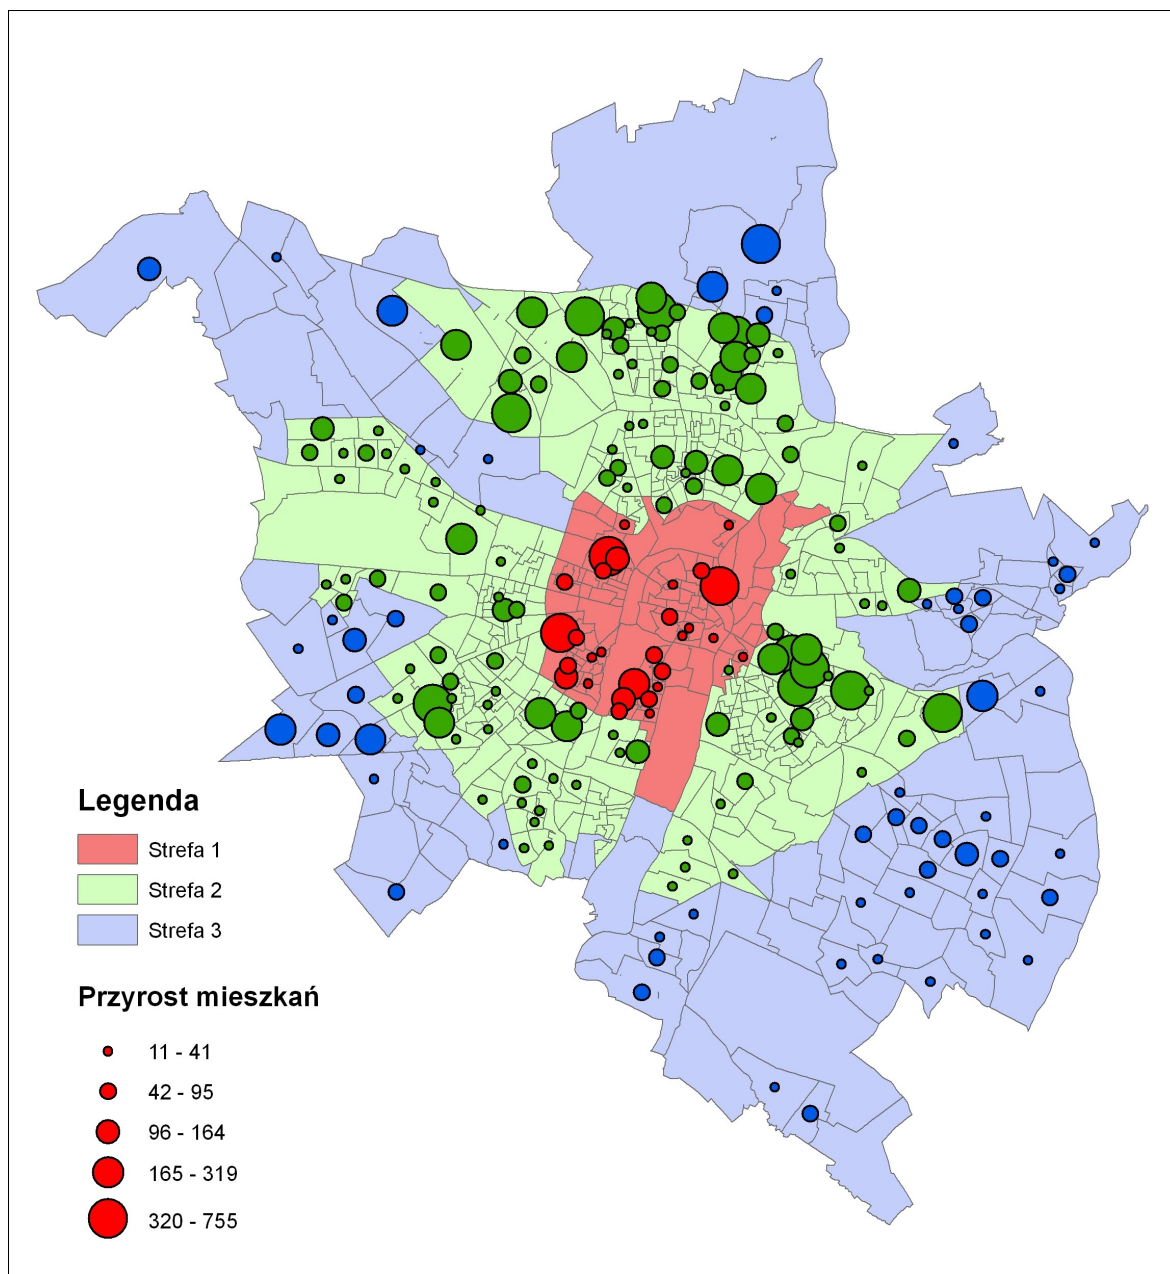 Legenda
Strefa 1
Strefa 2
Strefa 3
Przyrost mieszkań
11 - 41
42 - 95
96 - 164
165 - 319
320 - 755